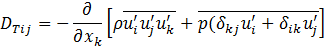 $D_{Tij} = -\frac{\partial}{\partial x_k}\left[\rho\overline{u_i' u_j' u_k'} + \overline{p(\delta_{kj} u_i' + \delta_{ik} u_j')}\right]$